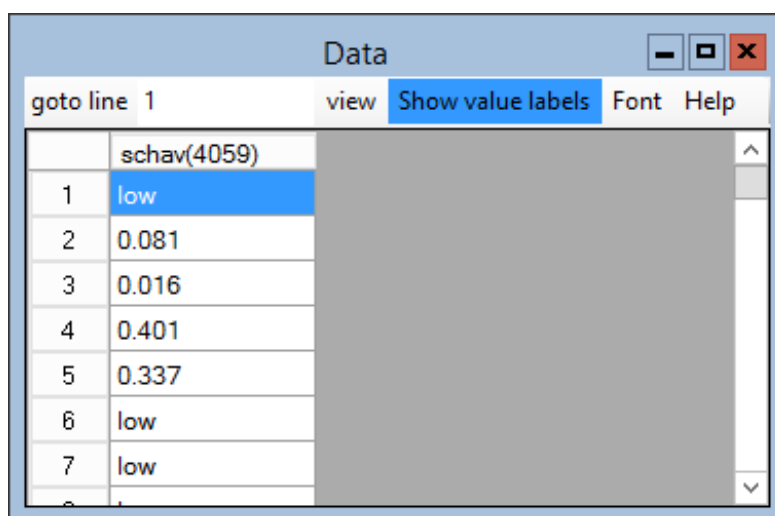 Data
goto line 1 view Show value labels Font Help
schav(4059)
1 low
2 0.081
3 0.016
4 0.401
5 0.337
6 low
7 low